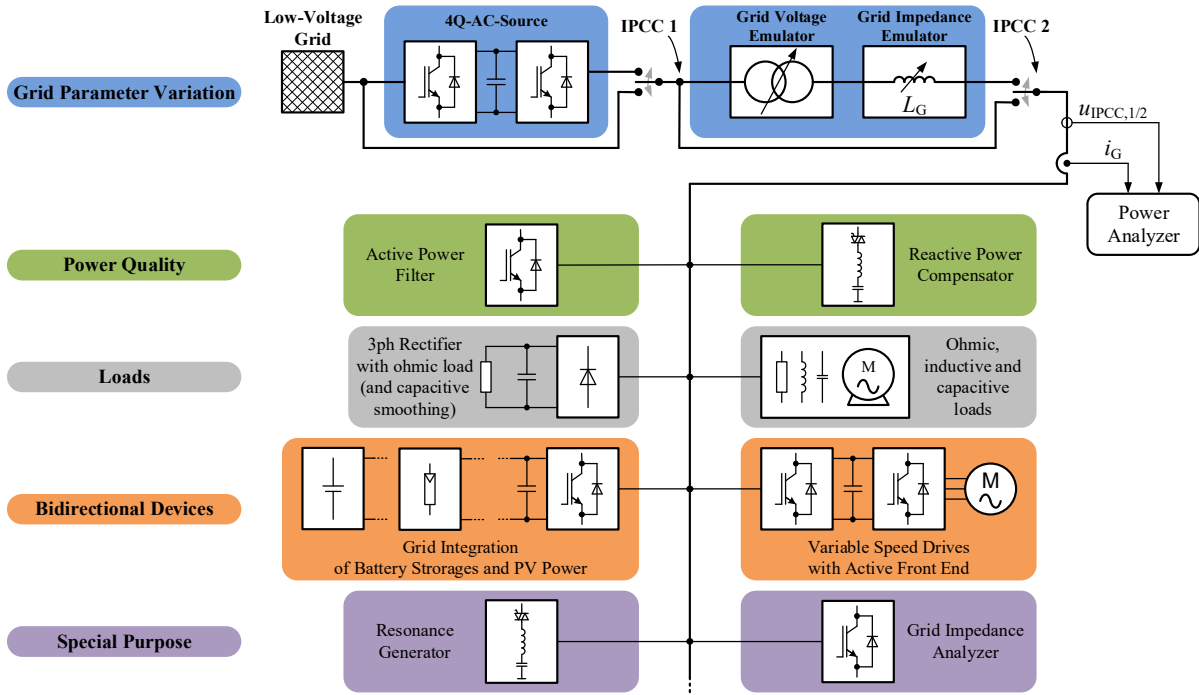 Low-Voltage
Grid
4Q-AC-Source
IPCC 1
Grid Voltage
Emulator
Grid Impedance
Emulator
IPCC 2
Grid Parameter Variation
L_G
u_IPCC,1/2
i_G
Power
Analyzer
Power Quality
Active Power
Filter
Reactive Power
Compensator
Loads
3ph Rectifier
with ohmic load
(and capacitive
smoothing)
M
Ohmic,
inductive and
capacitive
loads
Bidirectional Devices
Grid Integration
of Battery Strorages and PV Power
M
Variable Speed Drives
with Active Front End
Special Purpose
Resonance
Generator
Grid Impedance
Analyzer